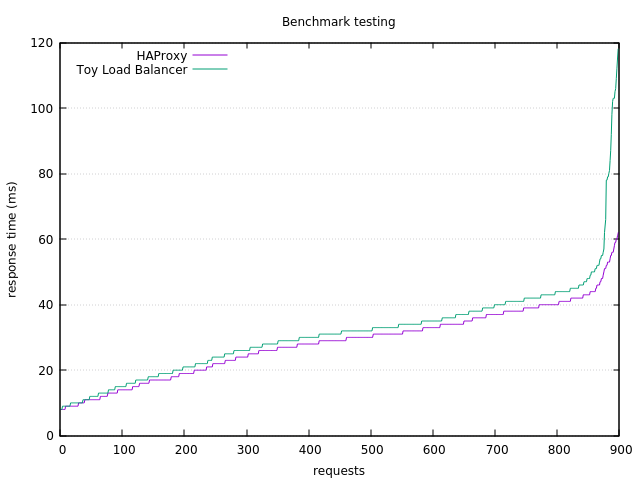 Benchmark testing
120
HAProxy
Toy Load Balancer
100
80
60
40
20
0
response time (ms)
0 100 200 300 400 500 600 700 800 900
requests